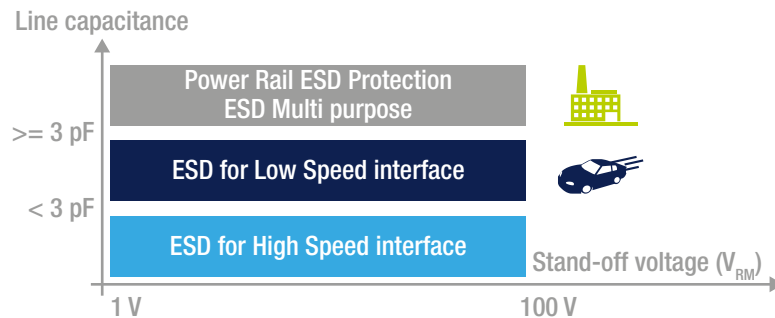 Line capacitance
Power Rail ESD Protection
ESD Multi purpose
>= 3 pF
ESD for Low Speed interface
< 3 pF
ESD for High Speed interface
Stand-off voltage (VRM)
1 V
100 V